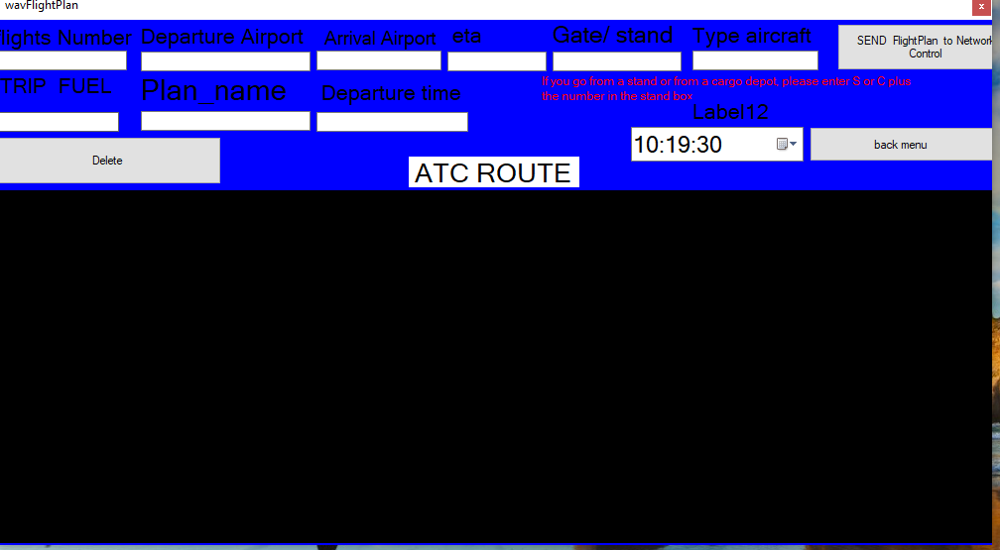 wavFlightPlan
x
lights Number Departure Airport Arrival Airport eta Gate/ stand Type aircraft
SEND FlightPlan to Network
Control
If you go from a stand or from a cargo depot, please enter S or C plus
the number in the stand box
TRIP FUEL Plan_name Departure time
Label12
10:19:30
back menu
Delete
ATC ROUTE